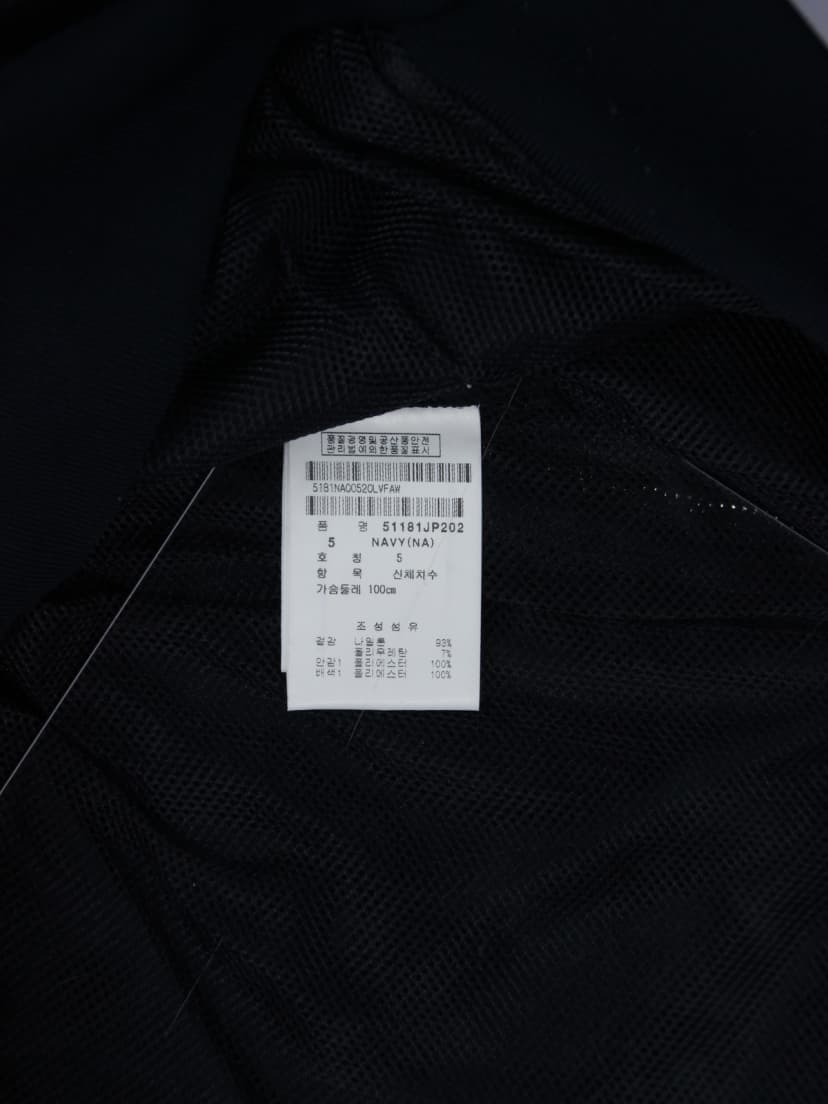 품질경영및공산품안전
관리법에의한품질표시
5181NA00520LVFAW
품 명 51181JP202
5 NAVY(NA)
호 칭 5
항 목 신체치수
가슴둘레 100cm
조성섬유
겉감 나일론 93%
폴리우레탄 7%
안감1 폴리에스터 100%
배색1 폴리에스터 100%